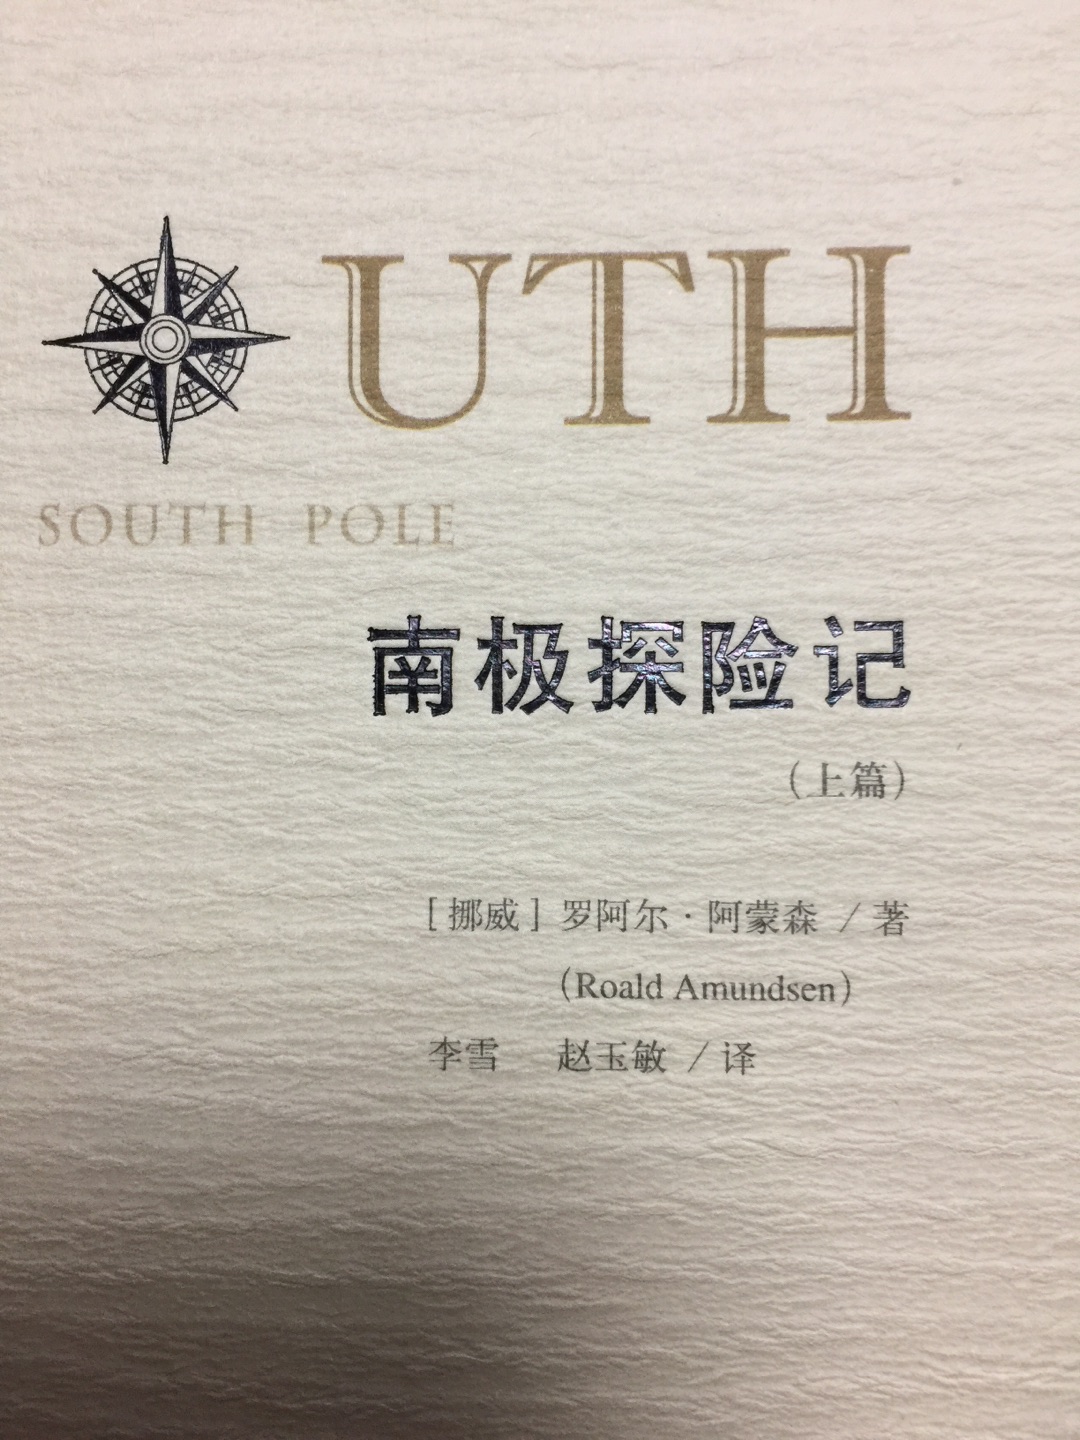 UTH
SOUTH POLE
南极探险记
（上篇）
［挪威］罗阿尔·阿蒙森 / 著
（Roald Amundsen）
李雪 赵玉敏 / 译